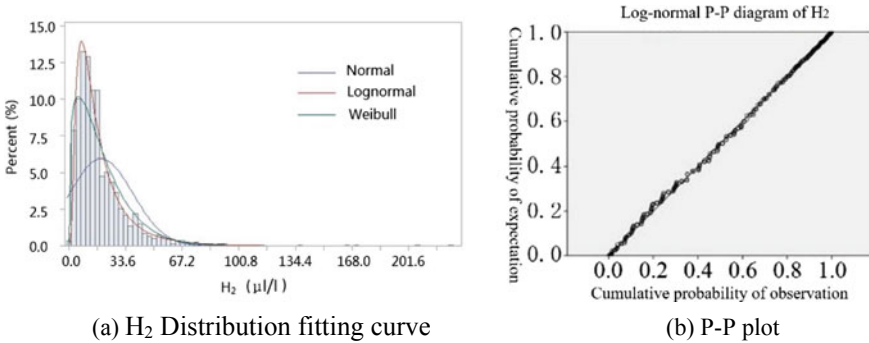 15.0
12.5
10.0
7.5
5.0
2.5
0.0
Percent (%)
Normal
Lognormal
Weibull
0.0 33.6 67.2 100.8 134.4 168.0 201.6
H₂ (μl/l)
(a) H₂ Distribution fitting curve
Log-normal P-P diagram of H₂
Cumulative probability
of expectation
1.0
0.8
0.6
0.4
0.2
0.0
0.0 0.2 0.4 0.6 0.8 1.0
Cumulative probability of observation
(b) P-P plot